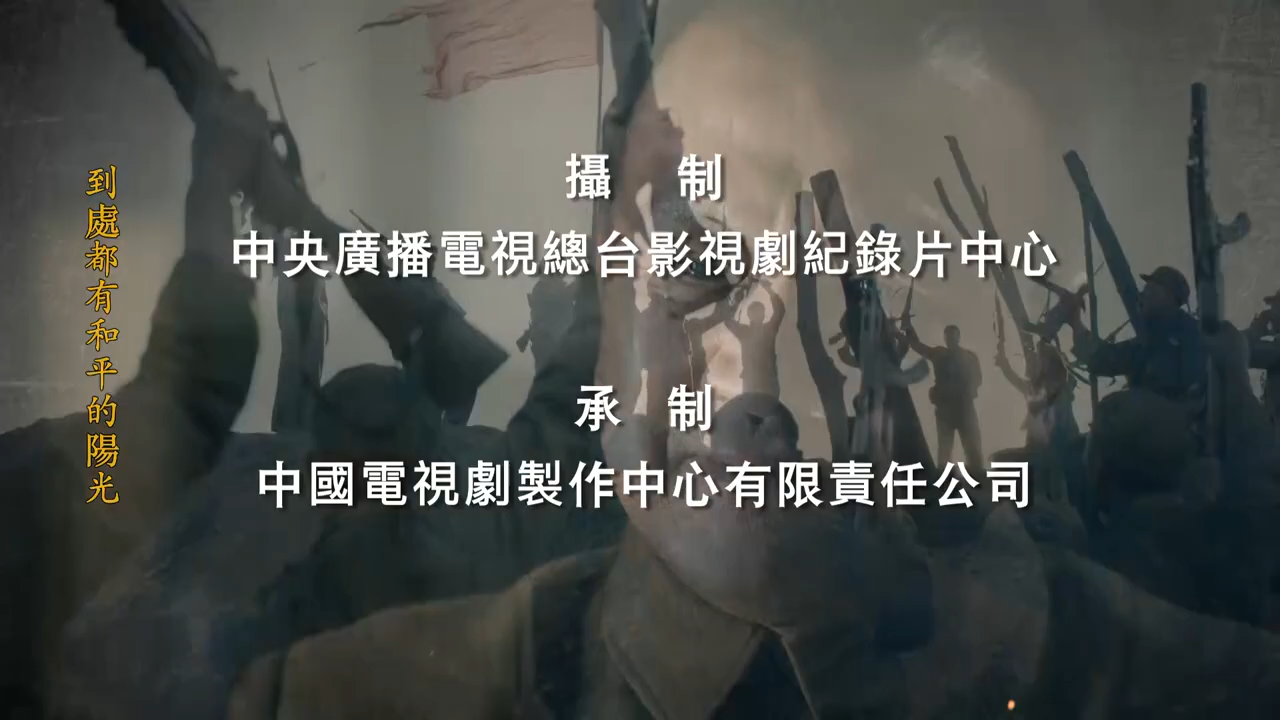 到處都有和平的陽光
攝 制
中央廣播電視總台影視劇紀錄片中心
承 制
中國電視劇製作中心有限責任公司